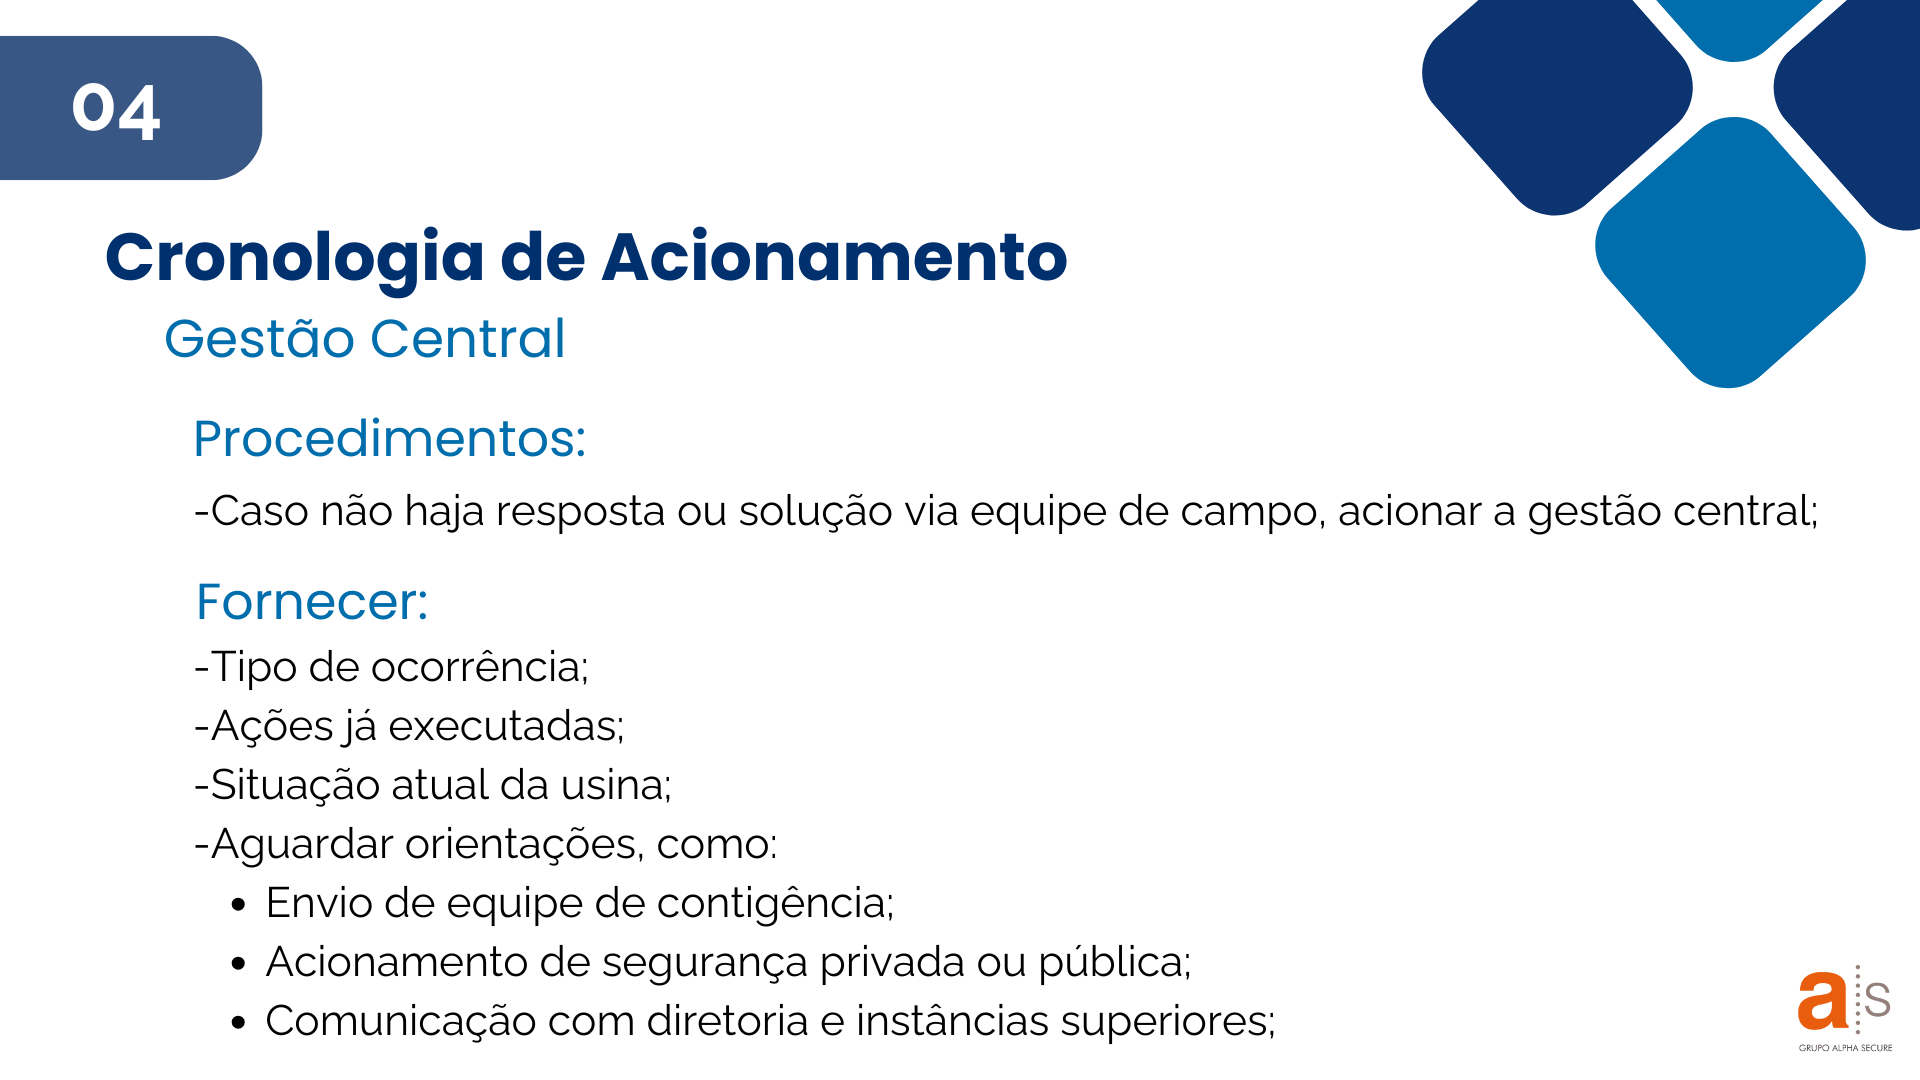 04
Cronologia de Acionamento
Gestão Central
Procedimentos:
-Caso não haja resposta ou solução via equipe de campo, acionar a gestão central;
Fornecer:
-Tipo de ocorrência;
-Ações já executadas;
-Situação atual da usina;
-Aguardar orientações, como:
• Envio de equipe de contigência;
• Acionamento de segurança privada ou pública;
• Comunicação com diretoria e instâncias superiores;
a s
GRUPO ALPHA SECURE